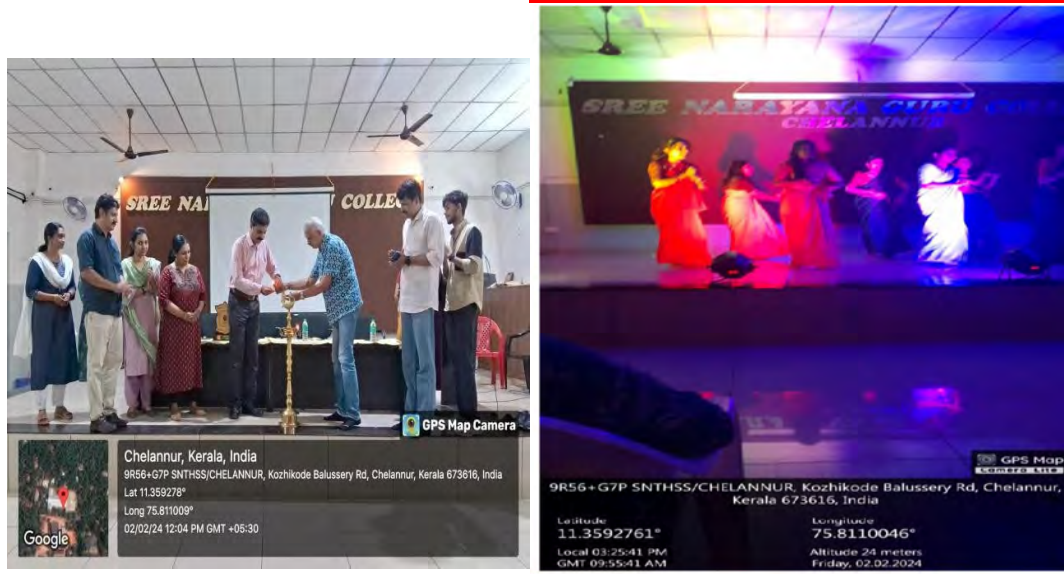 SREE NA
COLLE
GPS Map Camera
Chelannur, Kerala, India
9R56+G7P SNTHSS/CHELANNUR, Kozhikode Balussery Rd, Chelannur, Kerala 673616, India
Lat 11.359278°
Long 75.811009°
02/02/24 12:04 PM GMT +05:30
Google
SREE NARAYANA GURU COLL
CHELANNUR
GPS Map
Camera Lite
9R56+G7P SNTHSS/CHELANNUR, Kozhikode Balussery Rd, Chelannur,
Kerala 673616, India
Latitude
11.3592761°
Longitude
75.8110046°
Local 03:25:41 PM
GMT 09:55:41 AM
Altitude 24 meters
Friday, 02.02.2024